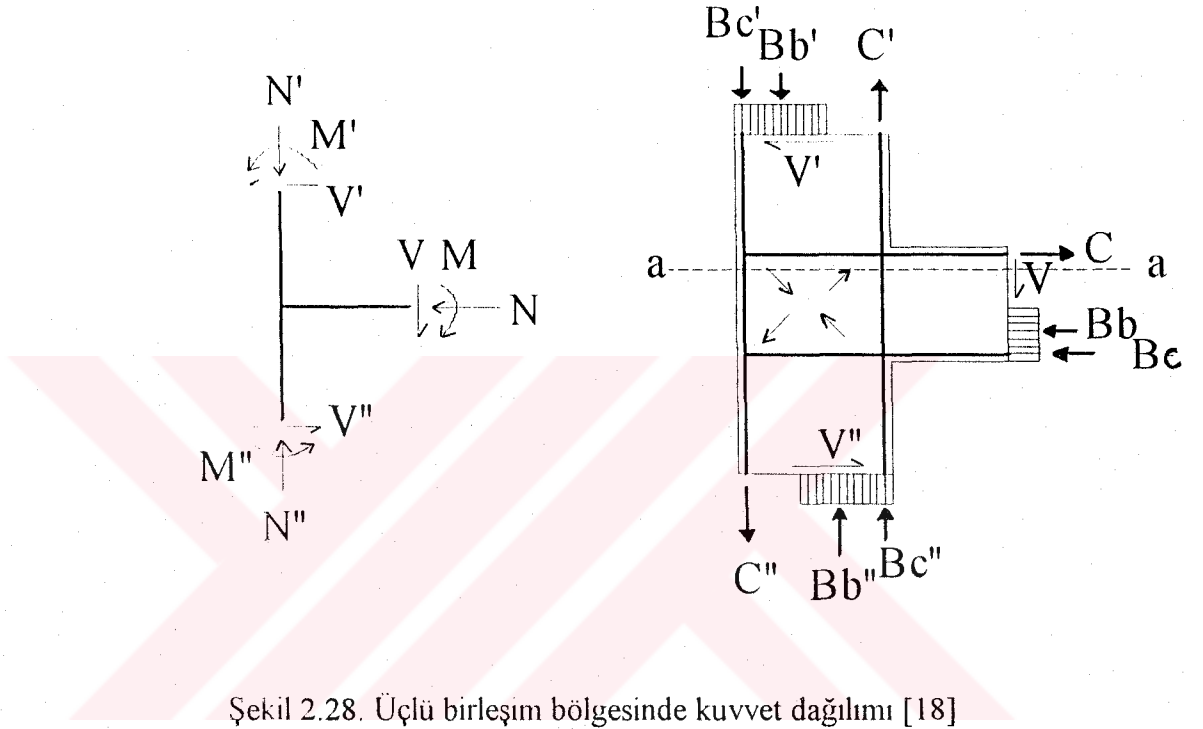 N'
M'
V'
V M
N
V"
M"
N"
Bc'
Bb'
C'
V'
C
a
a
V
Bb
Bc
V"
C"
Bb"
Bc"
Şekil 2.28. Üçlü birleşim bölgesinde kuvvet dağılımı [18]